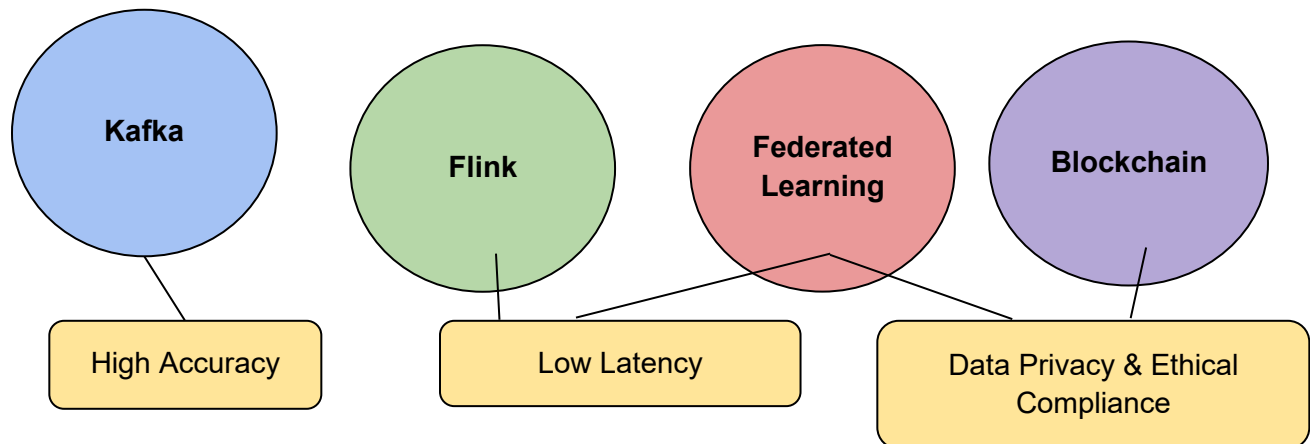 Kafka
Flink
Federated
Learning
Blockchain
High Accuracy
Low Latency
Data Privacy & Ethical
Compliance